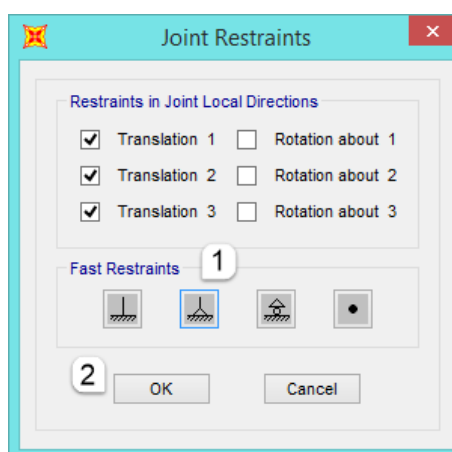 Joint Restraints
Restraints in Joint Local Directions
Translation 1 Rotation about 1
Translation 2 Rotation about 2
Translation 3 Rotation about 3
Fast Restraints 1
2 OK Cancel